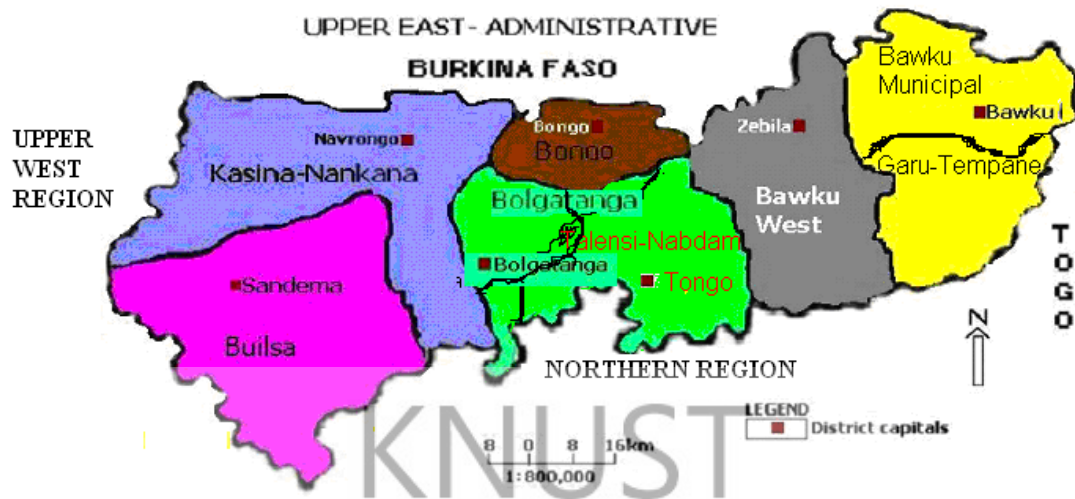 UPPER EAST - ADMINISTRATIVE
BURKINA FASO
UPPER
WEST
REGION
Navrongo
Kasina-Nankana
Bongo
Bongo
Zebila
Bawku
Municipal
Bawku
Garu-Tempane
Bolgatanga
Talensi-Nabdam
Bolgatanga
Tongo
Bawku
West
Sandema
Builsa
TOGO
N
NORTHERN REGION
KNUST
LEGEND
District capitals
8 0 8 16km
1:800,000